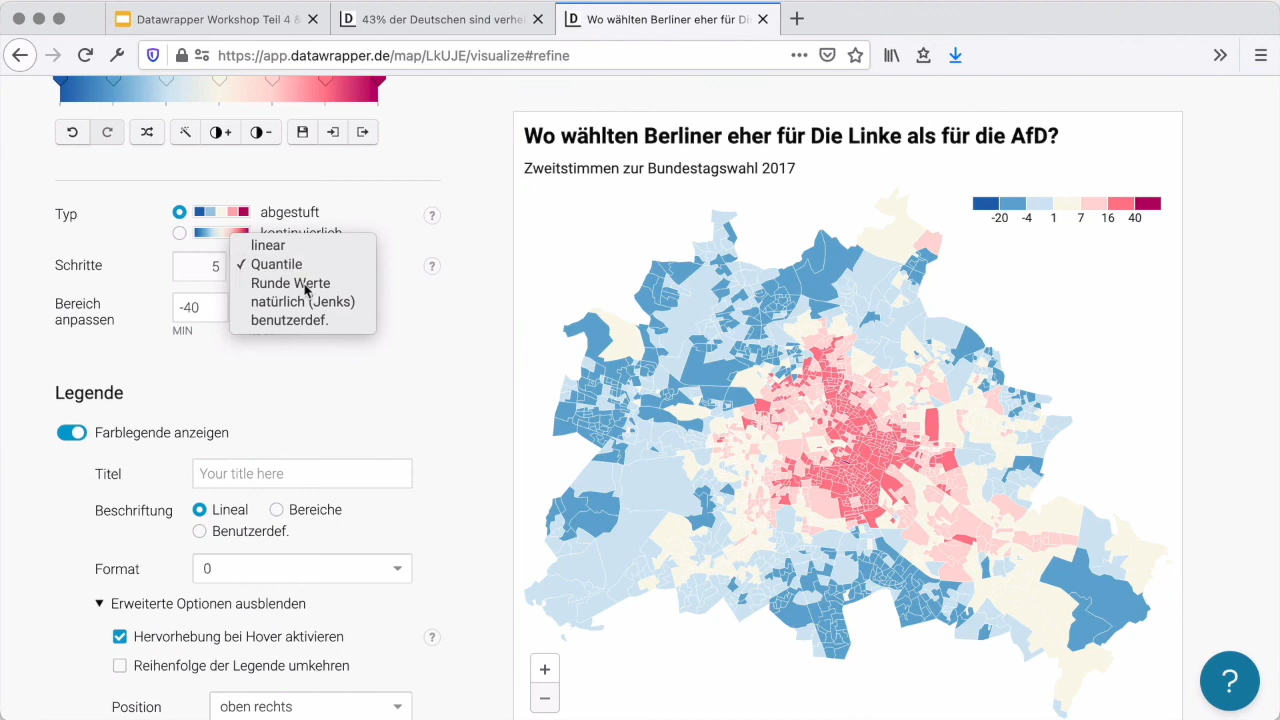 Datawrapper Workshop Teil 4 &
43% der Deutschen sind verhei
Wo wählten Berliner eher für Di
https://app.datawrapper.de/map/LkUJE/visualize#refine
Typ
abgestuft
?
linear
Schritte
5
✓ Quantile
?
Runde Werte
Bereich anpassen
-40
natürlich (Jenks)
benutzerdef.
MIN
Legende
Farblegende anzeigen
Titel
Your title here
Beschriftung
Lineal
Bereiche
Benutzerdef.
Format
0
Erweiterte Optionen ausblenden
Hervorhebung bei Hover aktivieren
?
Reihenfolge der Legende umkehren
Position
oben rechts
Wo wählten Berliner eher für Die Linke als für die AfD?
Zweitstimmen zur Bundestagswahl 2017
-20 -4 1 7 16 40
+
−
?